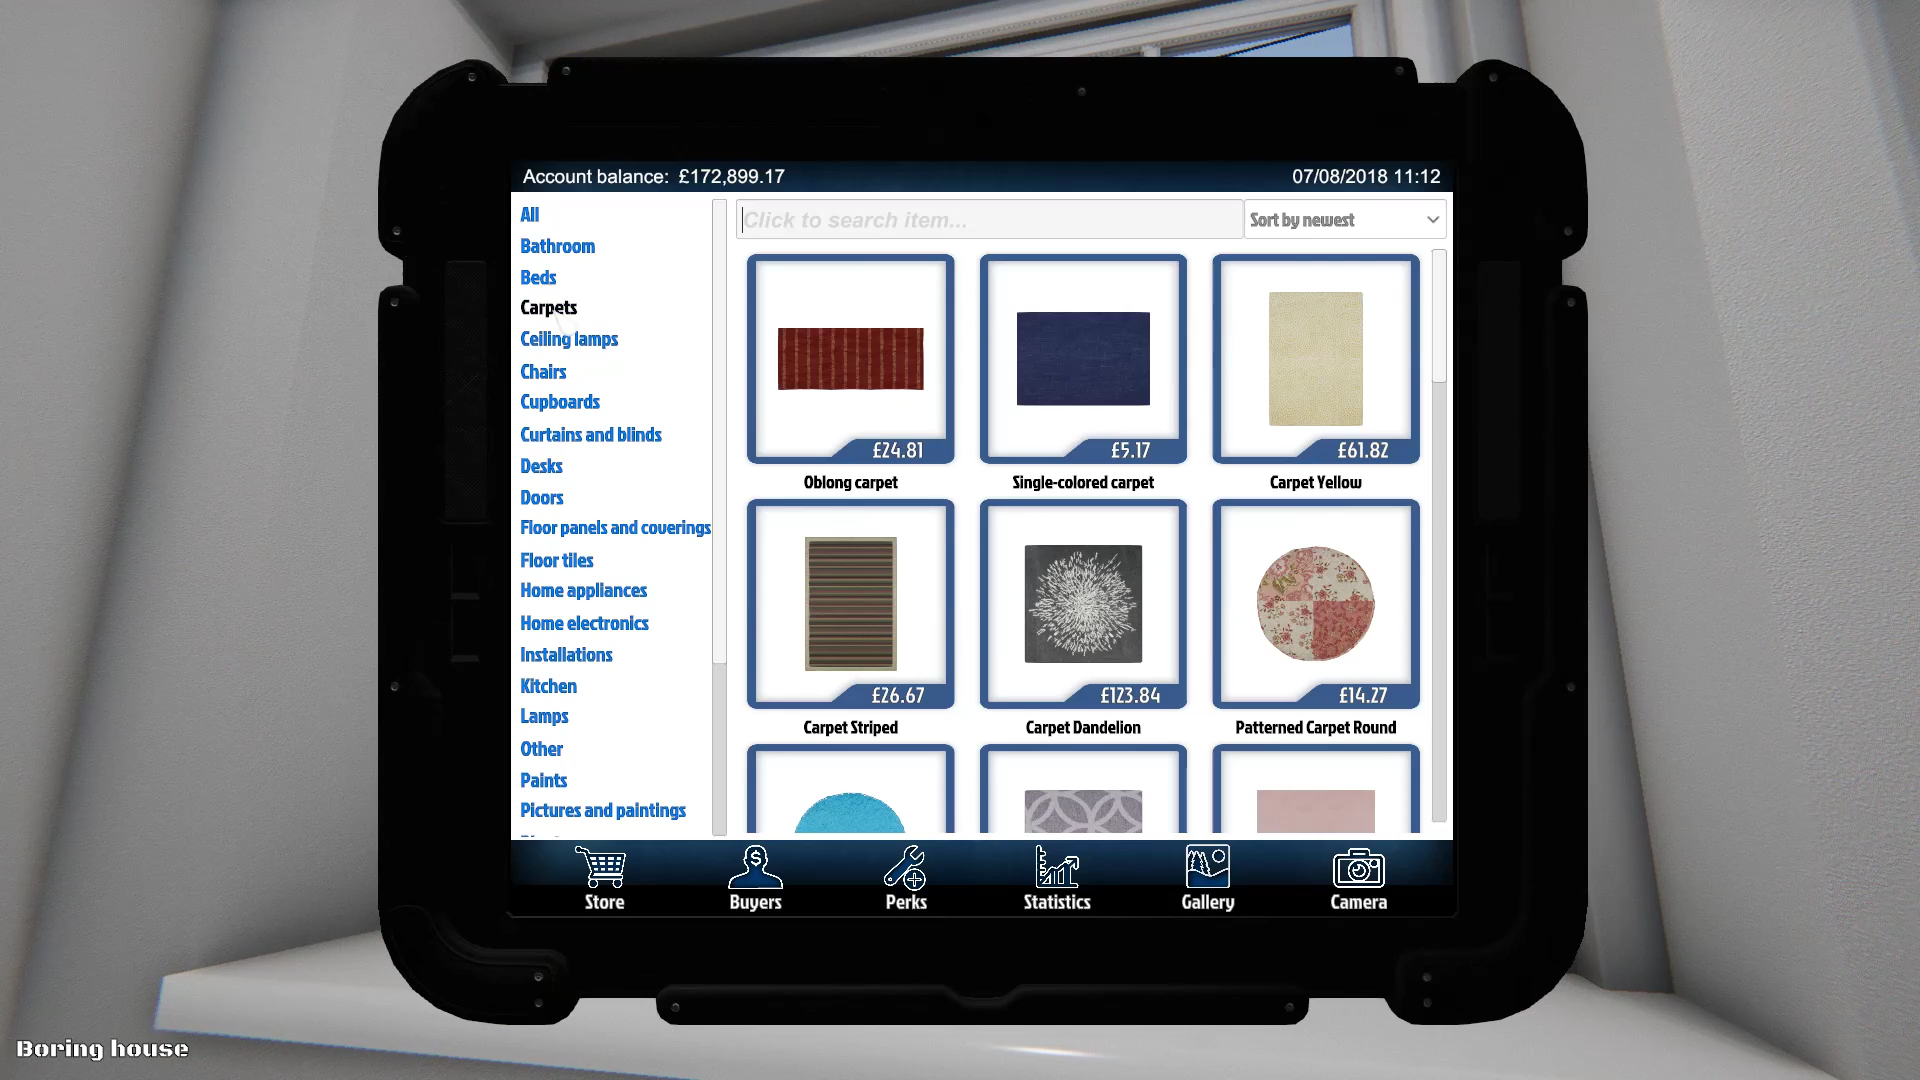 Account balance: £172,899.17
07/08/2018 11:12
All
Bathroom
Beds
Carpets
Ceiling lamps
Chairs
Cupboards
Curtains and blinds
Desks
Doors
Floor panels and coverings
Floor tiles
Home appliances
Home electronics
Installations
Kitchen
Lamps
Other
Paints
Pictures and paintings
Click to search item...
Sort by newest
£24.81
£5.17
£61.82
Oblong carpet
Single-colored carpet
Carpet Yellow
£26.67
£123.84
£14.27
Carpet Striped
Carpet Dandelion
Patterned Carpet Round
Store
Buyers
Perks
Statistics
Gallery
Camera
Boring house